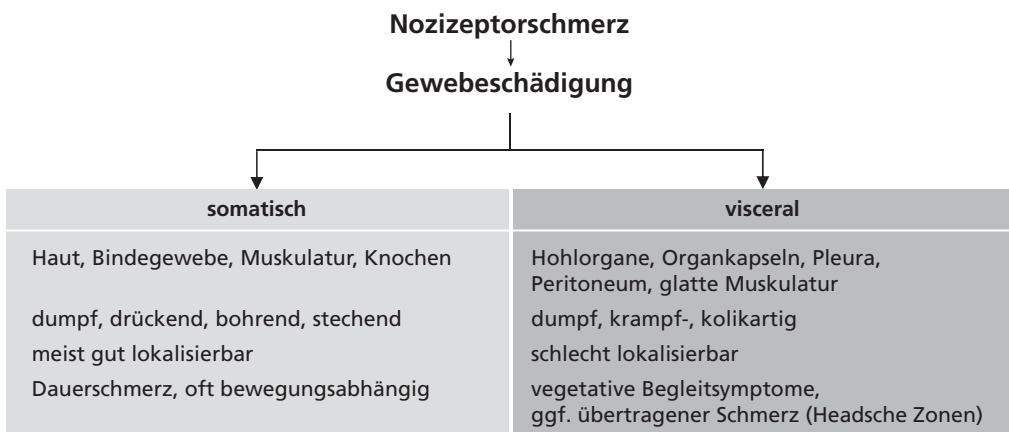 Nozizeptorschmerz
Gewebeschädigung
somatisch
Haut, Bindegewebe, Muskulatur, Knochen
dumpf, drückend, bohrend, stechend
meist gut lokalisierbar
Dauerschmerz, oft bewegungsabhängig
visceral
Hohlorgane, Organkapseln, Pleura,
Peritoneum, glatte Muskulatur
dumpf, krampf-, kolikartig
schlecht lokalisierbar
vegetative Begleitsymptome,
ggf. übertragener Schmerz (Headsche Zonen)